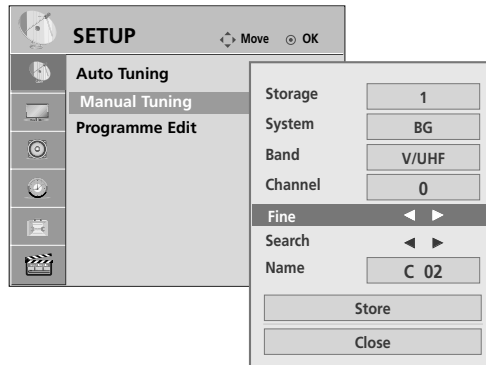 SETUP
Move OK
Auto Tuning
Manual Tuning
Programme Edit
Storage 1
System BG
Band V/UHF
Channel 0
Fine ◄ ►
Search ◄ ►
Name C 02
Store
Close